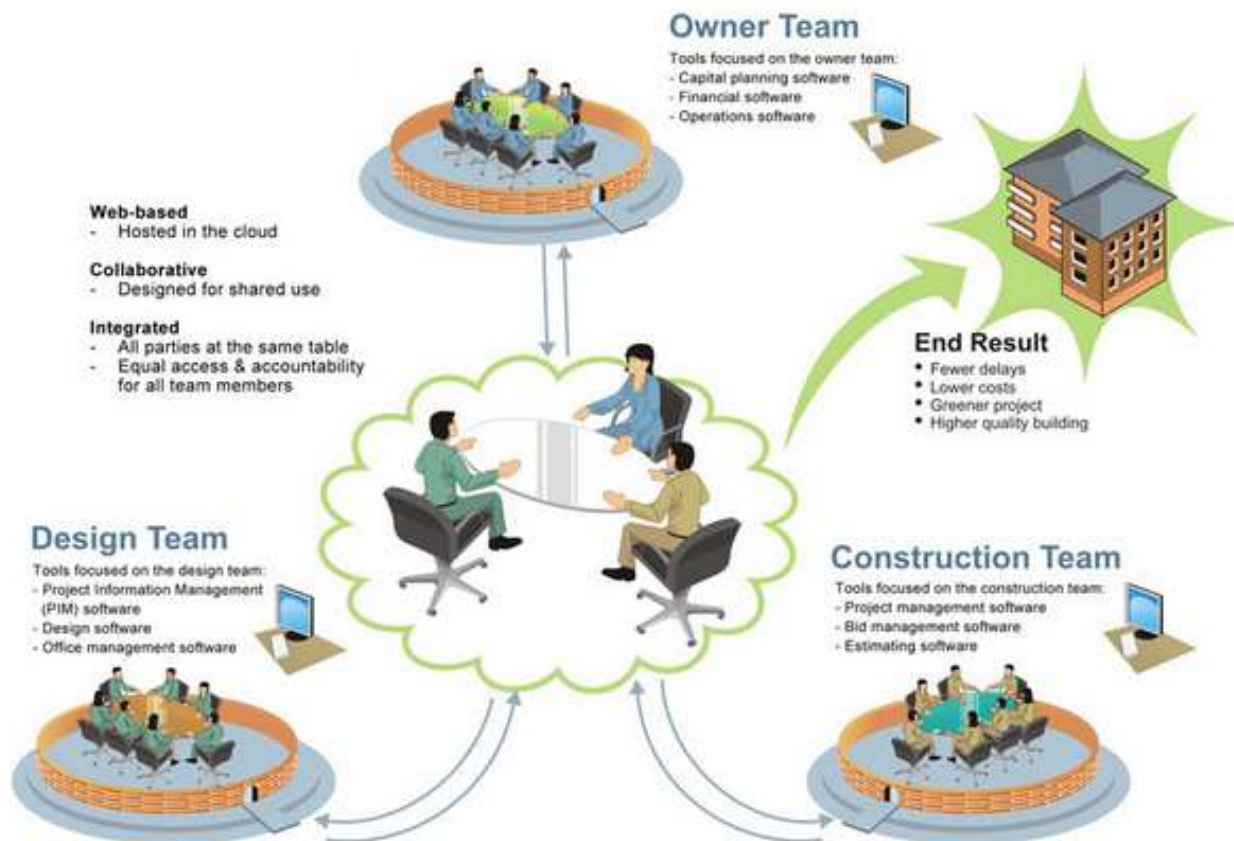 Owner Team
Tools focused on the owner team:
- Capital planning software
- Financial software
- Operations software
Web-based
- Hosted in the cloud
Collaborative
- Designed for shared use
Integrated
- All parties at the same table
- Equal access & accountability
for all team members
End Result
• Fewer delays
• Lower costs
• Greener project
• Higher quality building
Design Team
Tools focused on the design team:
- Project Information Management
(PIM) software
- Design software
- Office management software
Construction Team
Tools focused on the construction team:
- Project management software
- Bid management software
- Estimating software